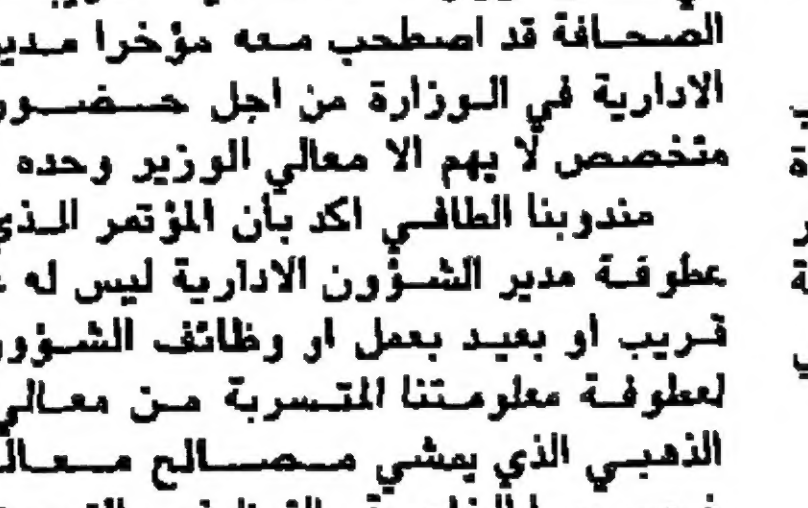 الصحافة قد اصطحب معه مؤخرا مدير
الادارية في الوزارة من اجل حضور
متخصص لا يهم الا معالي الوزير وحده
مندوبنا الطافي اكد بأن المؤتمر الذي
عطوفة مدير الشؤون الادارية ليس له
قريب او بعيد بعمل او وظائف الشؤون
لعطوفة معلومتنا المتسربة من معالي
الذهبي الذي يمشي مصالح معال